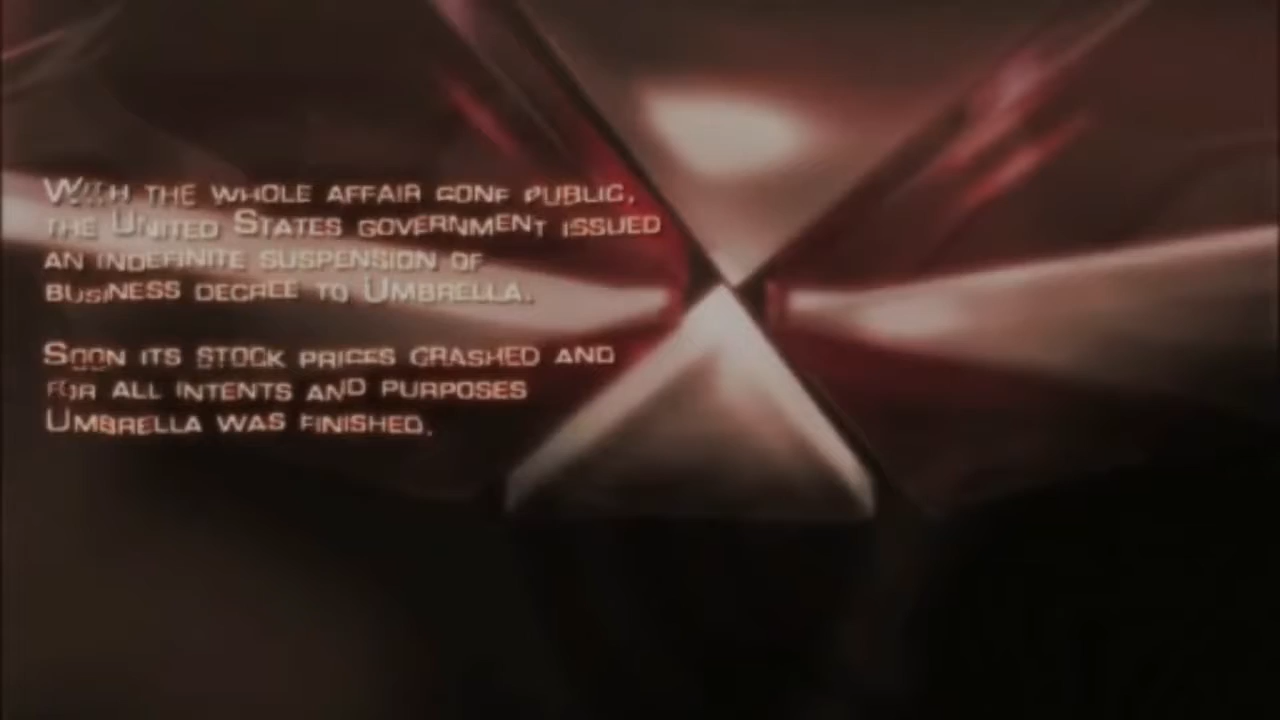 With the whole affair gone public,
the United States government issued
an indefinite suspension of
business decree to Umbrella.
Soon its stock prices crashed and
for all intents and purposes
Umbrella was finished.